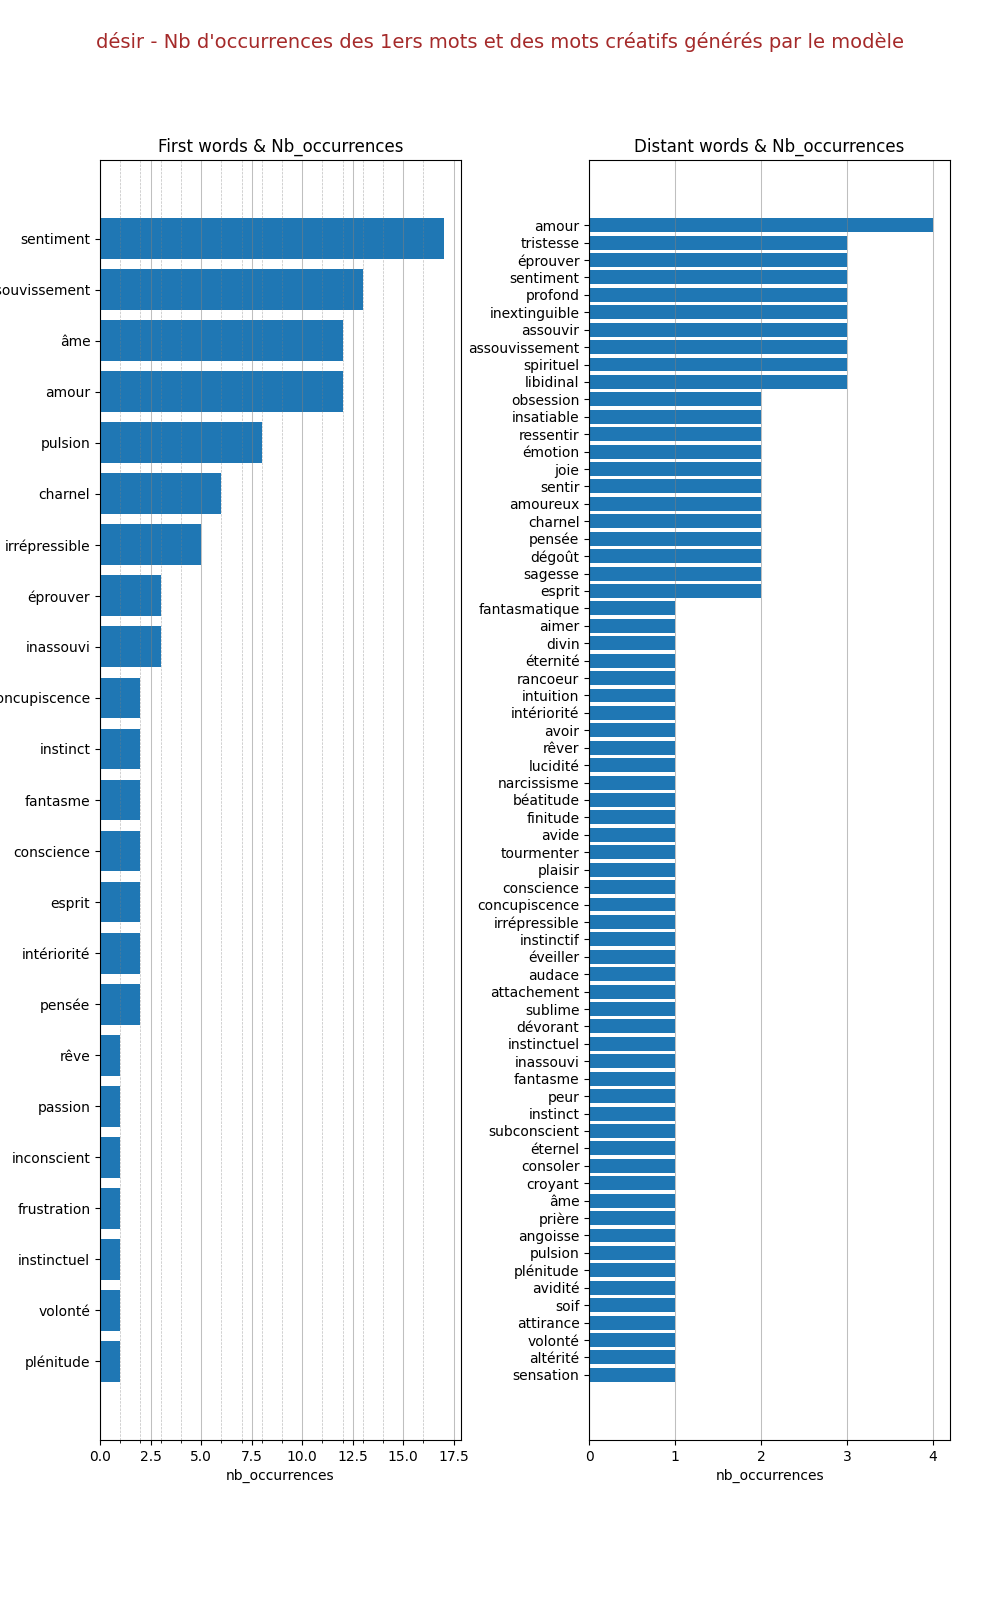 désir - Nb d'occurrences des 1ers mots et des mots créatifs générés par le modèle
First words & Nb_occurrences
sentiment
souvissement
âme
amour
pulsion
charnel
irrépressible
éprouver
inassouvi
oncupiscence
instinct
fantasme
conscience
esprit
intériorité
pensée
rêve
passion
inconscient
frustration
instinctuel
volonté
plénitude
0.0 2.5 5.0 7.5 10.0 12.5 15.0 17.5
nb_occurrences
Distant words & Nb_occurrences
amour
tristesse
éprouver
sentiment
profond
inextinguible
assouvir
assouvissement
spirituel
libidinal
obsession
insatiable
ressentir
émotion
joie
sentir
amoureux
charnel
pensée
dégoût
sagesse
esprit
fantasmatique
aimer
divin
éternité
rancoeur
intuition
intériorité
avoir
rêver
lucidité
narcissisme
béatitude
finitude
avide
tourmenter
plaisir
conscience
concupiscence
irrépressible
instinctif
éveiller
audace
attachement
sublime
dévorant
instinctuel
inassouvi
fantasme
peur
instinct
subconscient
éternel
consoler
croyant
âme
prière
angoisse
pulsion
plénitude
avidité
soif
attirance
volonté
altérité
sensation
0 1 2 3 4
nb_occurrences